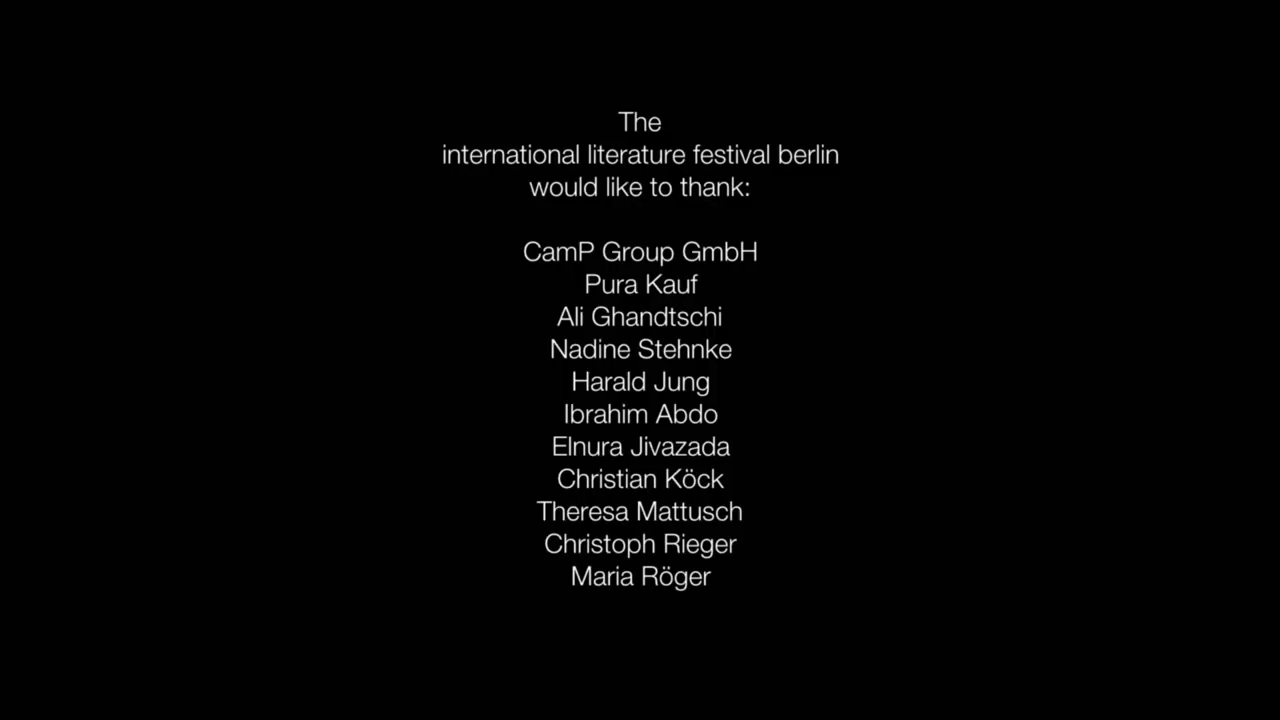 The
international literature festival berlin
would like to thank:
CamP Group GmbH
Pura Kauf
Ali Ghandtschi
Nadine Stehnke
Harald Jung
Ibrahim Abdo
Elnura Jivazada
Christian Köck
Theresa Mattusch
Christoph Rieger
Maria Röger